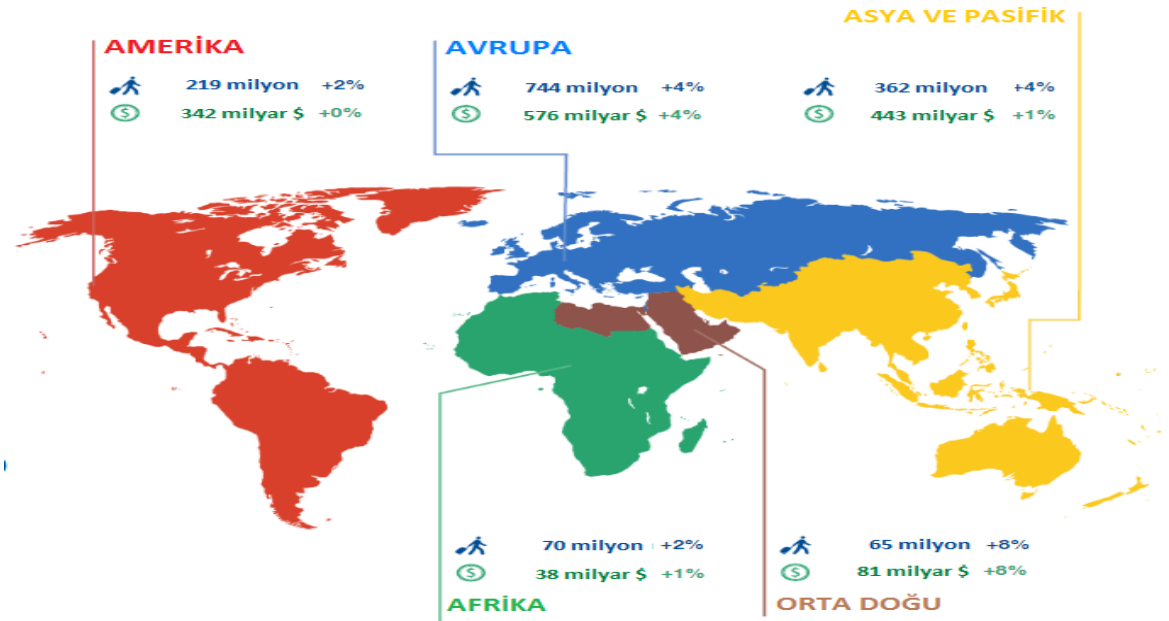 ASYA VE PASİFİK
AMERİKA
219 milyon +2%
342 milyar $ +0%
AVRUPA
744 milyon +4%
576 milyar $ +4%
362 milyon +4%
443 milyar $ +1%
70 milyon +2%
38 milyar $ +1%
AFRİKA
65 milyon +8%
81 milyar $ +8%
ORTA DOĞU